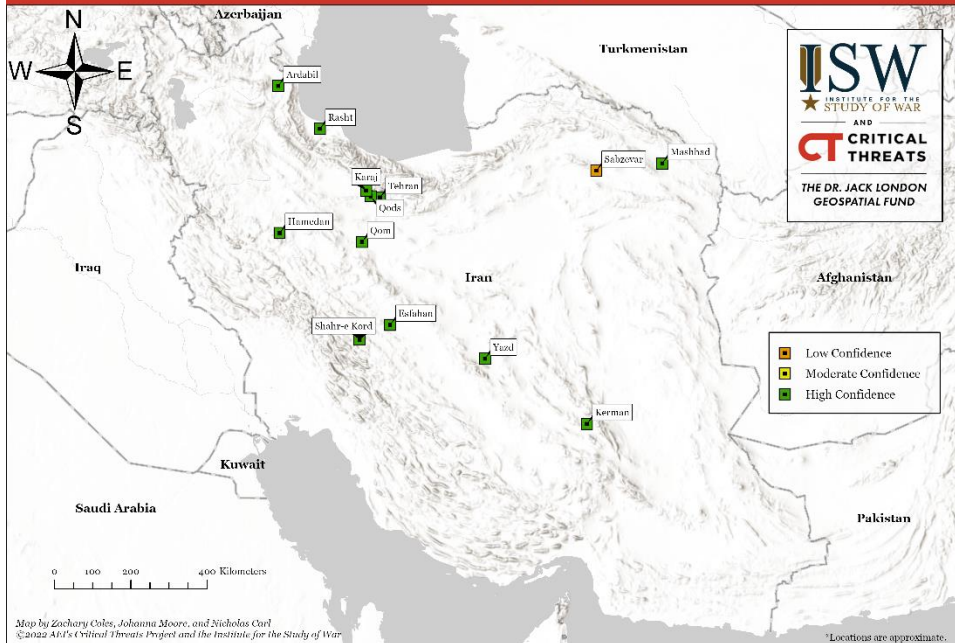 Azerbaijan
N
W E
S
Turkmenistan
ISW
INSTITUTE FOR THE
STUDY OF WAR
AND
CT CRITICAL
THREATS
THE DR. JACK LONDON
GEOSPATIAL FUND
Ardabil
Rasht
Mashhad
Sabzevar
Karaj
Tehran
Qods
Hamedan
Qom
Iraq
Iran
Afghanistan
Esfahan
Shahr-e Kord
Yazd
Low Confidence
Moderate Confidence
High Confidence
Kerman
Kuwait
Saudi Arabia
Pakistan
0 100 200 400 Kilometers
Map by Zachary Coles, Johanna Moore, and Nicholas Carl
©2022 AEI's Critical Threats Project and the Institute for the Study of War
*Locations are approximate.